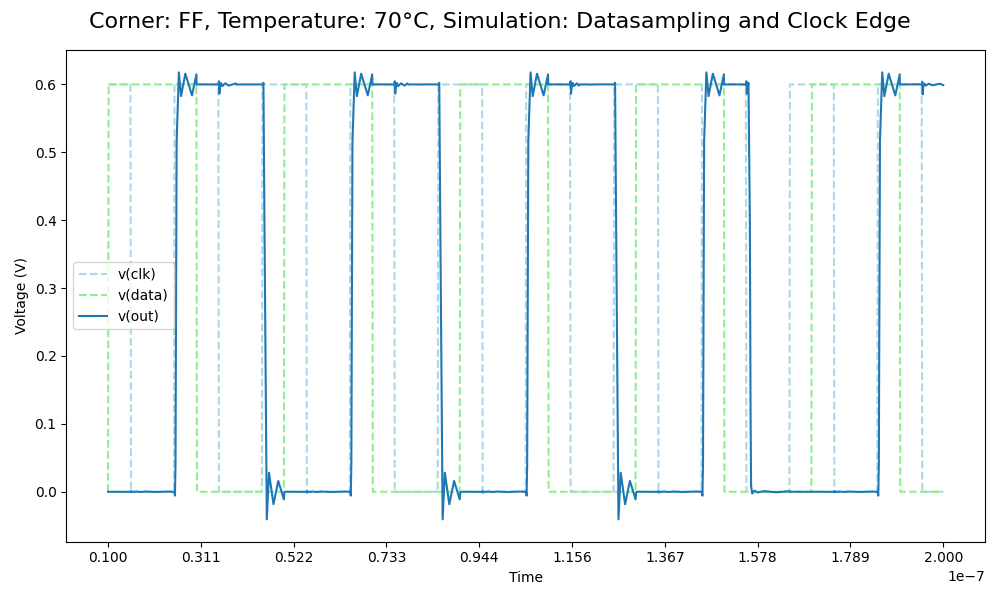 Corner: FF, Temperature: 70°C, Simulation: Datasampling and Clock Edge
0.6
0.5
0.4
0.3
0.2
0.1
0.0
Voltage (V)
v(clk)
v(data)
v(out)
0.100 0.311 0.522 0.733 0.944 1.156 1.367 1.578 1.789 2.000
Time
1e−7